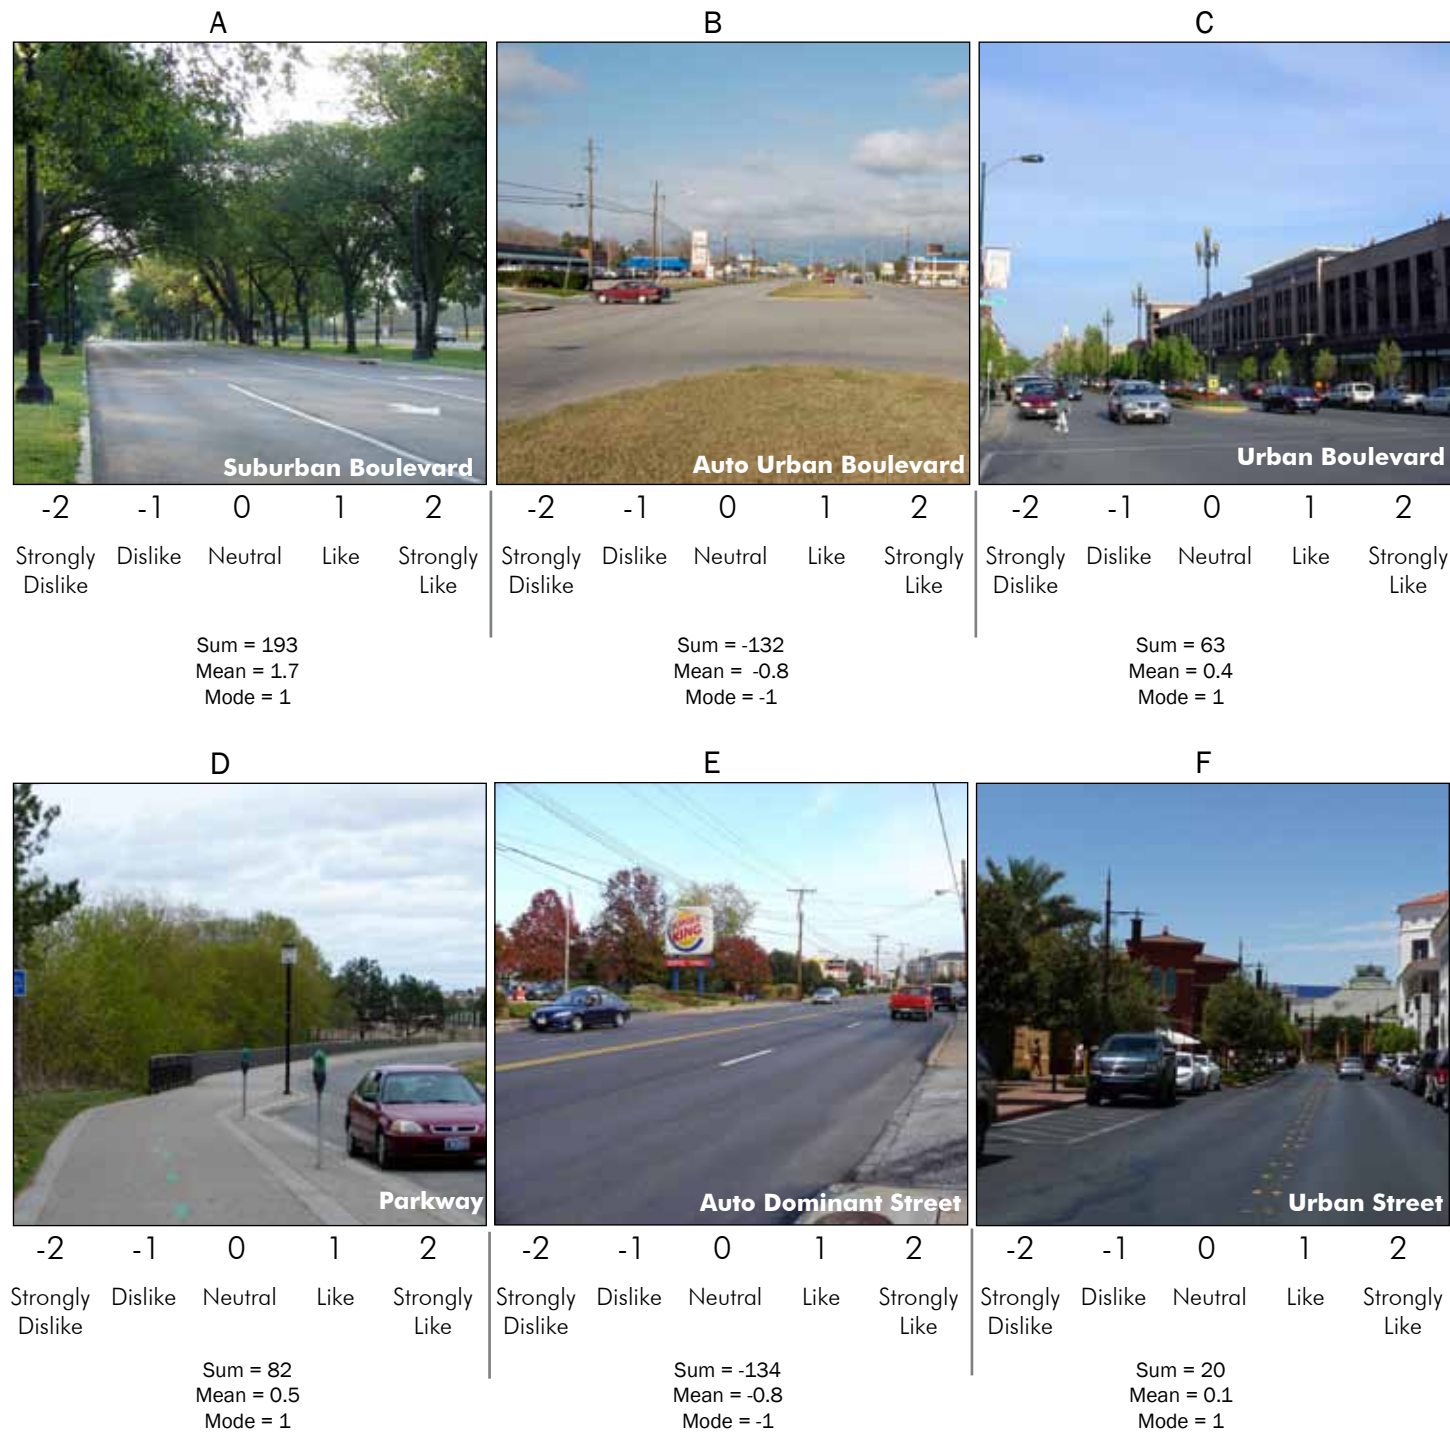 A
B
C
Suburban Boulevard
Auto Urban Boulevard
Urban Boulevard
-2 -1 0 1 2
Strongly Dislike Dislike Neutral Like Strongly Like
-2 -1 0 1 2
Strongly Dislike Dislike Neutral Like Strongly Like
-2 -1 0 1 2
Strongly Dislike Dislike Neutral Like Strongly Like
Sum = 193
Mean = 1.7
Mode = 1
Sum = -132
Mean = -0.8
Mode = -1
Sum = 63
Mean = 0.4
Mode = 1
D
E
F
BURGER
KING
Parkway
Auto Dominant Street
Urban Street
-2 -1 0 1 2
Strongly Dislike Dislike Neutral Like Strongly Like
-2 -1 0 1 2
Strongly Dislike Dislike Neutral Like Strongly Like
-2 -1 0 1 2
Strongly Dislike Dislike Neutral Like Strongly Like
Sum = 82
Mean = 0.5
Mode = 1
Sum = -134
Mean = -0.8
Mode = -1
Sum = 20
Mean = 0.1
Mode = 1